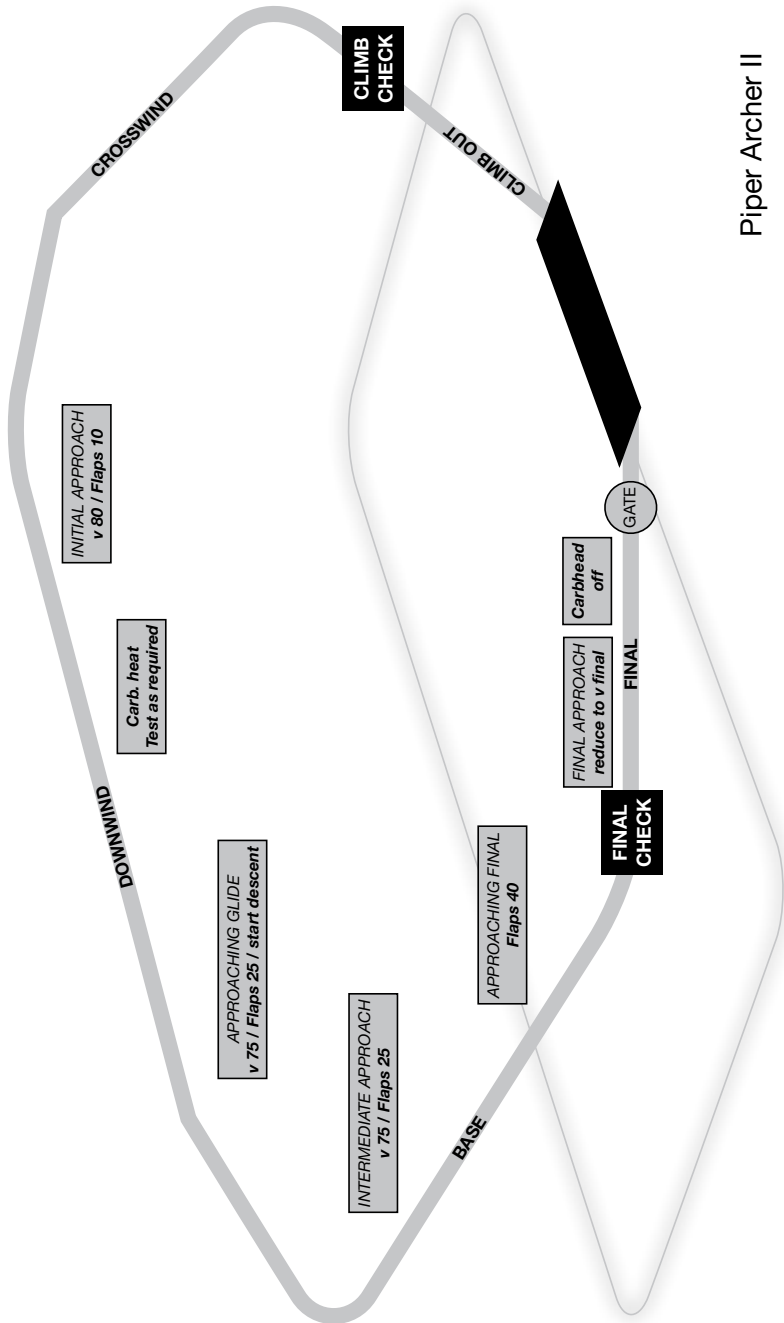 CLIMB
CHECK
CLIMB OUT
CROSSWIND
INITIAL APPROACH
v 80 / Flaps 10
Carb. heat
Test as required
DOWNWIND
APPROACHING GLIDE
v 75 / Flaps 25 / start descent
INTERMEDIATE APPROACH
v 75 / Flaps 25
BASE
APPROACHING FINAL
Flaps 40
FINAL
CHECK
FINAL APPROACH
reduce to v final
FINAL
Carbhead
off
GATE
Piper Archer II